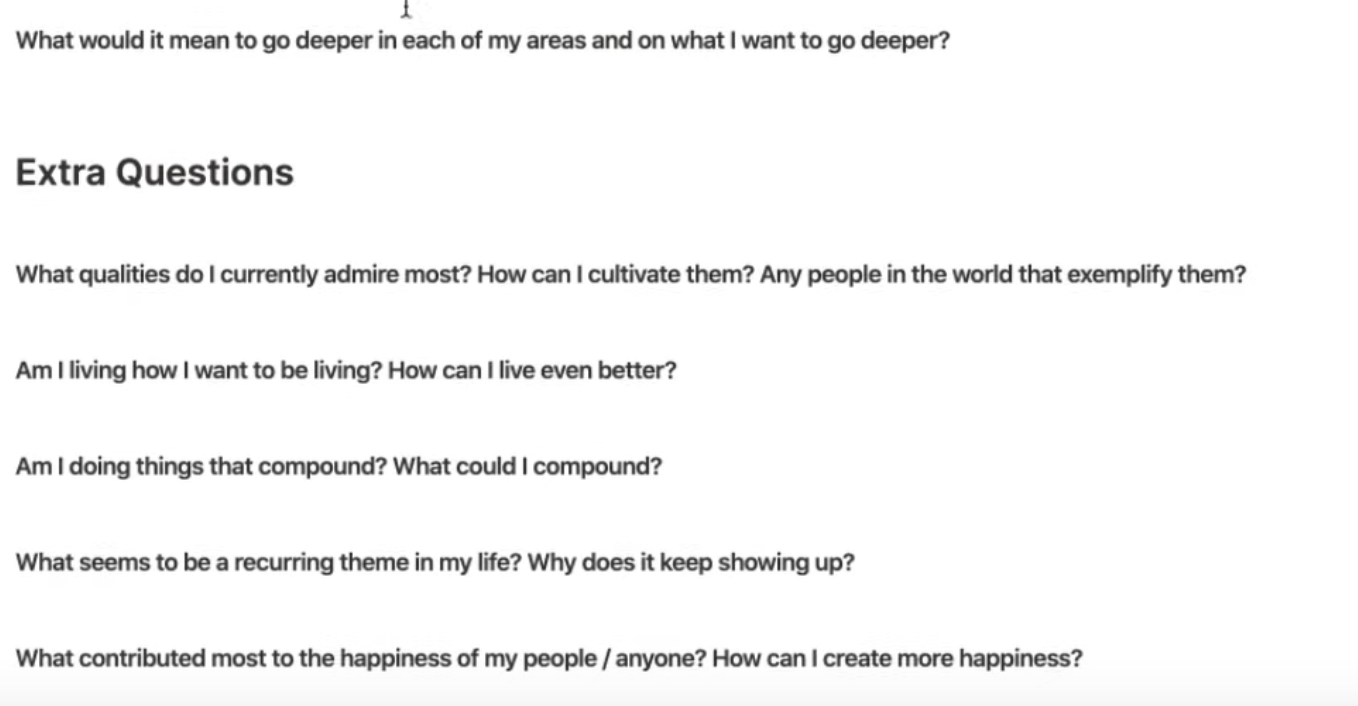 What would it mean to go deeper in each of my areas and on what I want to go deeper?
Extra Questions
What qualities do I currently admire most? How can I cultivate them? Any people in the world that exemplify them?
Am I living how I want to be living? How can I live even better?
Am I doing things that compound? What could I compound?
What seems to be a recurring theme in my life? Why does it keep showing up?
What contributed most to the happiness of my people / anyone? How can I create more happiness?